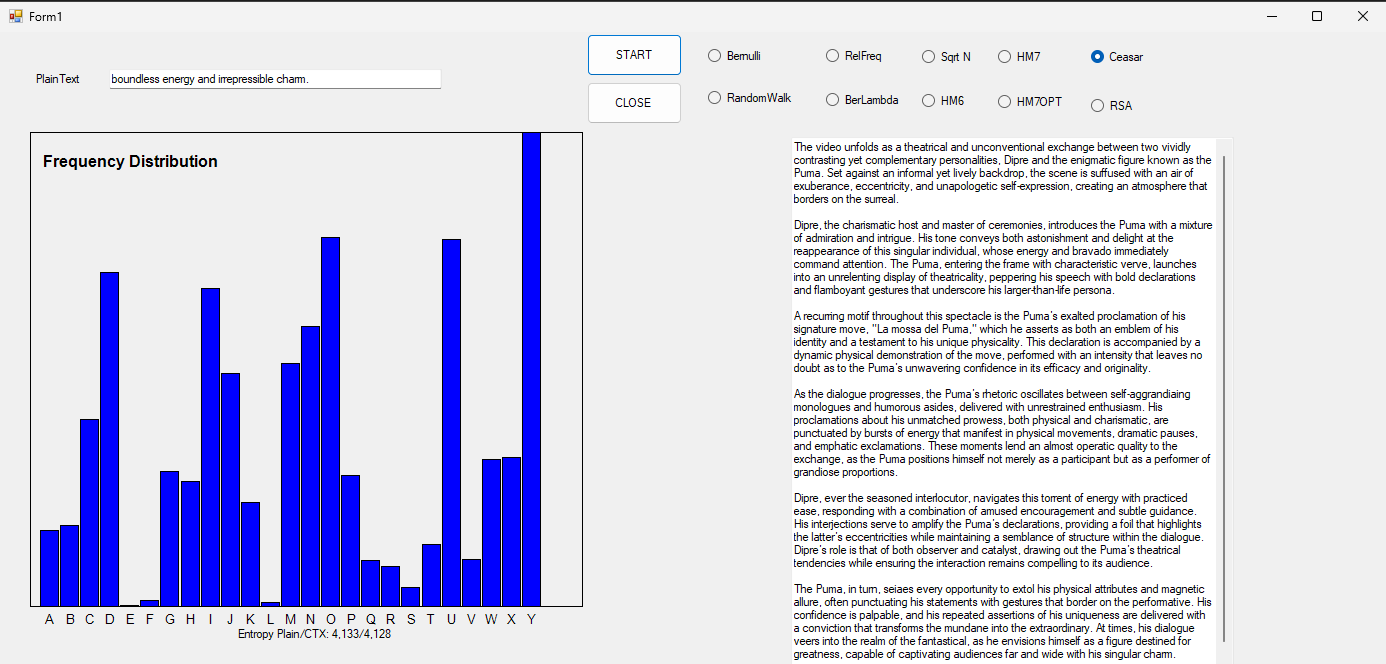 Form1
PlainText
boundless energy and irrepressible charm.
START
CLOSE
Bernulli
RelFreq
Sqrt N
HM7
Ceasar
RandomWalk
BerLambda
HM6
HM7OPT
RSA
Frequency Distribution
A B C D E F G H I J K L M N O P Q R S T U V W X Y
Entropy Plain/CTX: 4,133/4,128
The video unfolds as a theatrical and unconventional exchange between two vividly
contrasting yet complementary personalities, Dipre and the enigmatic figure known as the
Puma. Set against an informal yet lively backdrop, the scene is suffused with an air of
exuberance, eccentricity, and unapologetic self-expression, creating an atmosphere that
borders on the surreal.
Dipre, the charismatic host and master of ceremonies, introduces the Puma with a mixture
of admiration and intrigue. His tone conveys both astonishment and delight at the
reappearance of this singular individual, whose energy and bravado immediately
command attention. The Puma, entering the frame with characteristic verve, launches
into an unrelenting display of theatricality, peppering his speech with bold declarations
and flamboyant gestures that underscore his larger-than-life persona.
A recurring motif throughout this spectacle is the Puma's exalted proclamation of his
signature move, "La mossa del Puma," which he asserts as both an emblem of his
identity and a testament to his unique physicality. This declaration is accompanied by a
dynamic physical demonstration of the move, performed with an intensity that leaves no
doubt as to the Puma's unwavering confidence in its efficacy and originality.
As the dialogue progresses, the Puma's rhetoric oscillates between self-aggrandiaing
monologues and humorous asides, delivered with unrestrained enthusiasm. His
proclamations about his unmatched prowess, both physical and charismatic, are
punctuated by bursts of energy that manifest in physical movements, dramatic pauses,
and emphatic exclamations. These moments lend an almost operatic quality to the
exchange, as the Puma positions himself not merely as a participant but as a performer of
grandiose proportions.
Dipre, ever the seasoned interlocutor, navigates this torrent of energy with practiced
ease, responding with a combination of amused encouragement and subtle guidance.
His interjections serve to amplify the Puma's declarations, providing a foil that highlights
the latter's eccentricities while maintaining a semblance of structure within the dialogue.
Dipre's role is that of both observer and catalyst, drawing out the Puma's theatrical
tendencies while ensuring the interaction remains compelling to its audience.
The Puma, in turn, seiaes every opportunity to extol his physical attributes and magnetic
allure, often punctuating his statements with gestures that border on the performative. His
confidence is palpable, and his repeated assertions of his uniqueness are delivered with
a conviction that transforms the mundane into the extraordinary. At times, his dialogue
veers into the realm of the fantastical, as he envisions himself as a figure destined for
greatness, capable of captivating audiences far and wide with his singular charm.